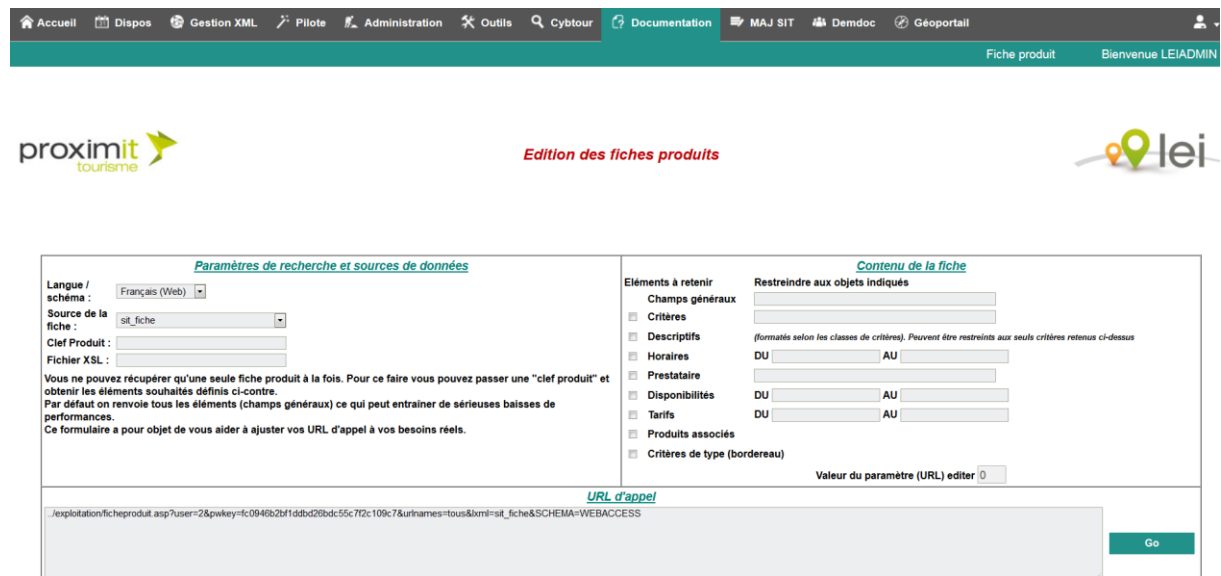 Accueil Dispos Gestion XML Pilote Administration Outils Cybtour Documentation MAJ SIT Demdoc Géoportail
Fiche produit Bienvenue LEIADMIN
proximit
tourisme
Edition des fiches produits
lei
Paramètres de recherche et sources de données
Langue /
schéma : Français (Web)
Source de la
fiche : sit_fiche
Clef Produit :
Fichier XSL :
Vous ne pouvez récupérer qu'une seule fiche produit à la fois. Pour ce faire vous pouvez passer une "clef produit" et
obtenir les éléments souhaités définis ci-contre.
Par défaut on renvoie tous les éléments (champs généraux) ce qui peut entraîner de sérieuses baisses de
performances.
Ce formulaire a pour objet de vous aider à ajuster vos URL d'appel à vos besoins réels.
Contenu de la fiche
Eléments à retenir Restreindre aux objets indiqués
Champs généraux
Critères
Descriptifs (formatés selon les classes de critères). Peuvent être restreints aux seuls critères retenus ci-dessus
Horaires DU AU
Prestataire
Disponibilités DU AU
Tarifs DU AU
Produits associés
Critères de type (bordereau)
Valeur du paramètre (URL) editer 0
URL d'appel
../exploitation/ficheproduit.asp?user=2&pwkey=fc0946b2bf1ddbd26bdc55c7f2c109c7&urlnames=tous&lxml=sit_fiche&SCHEMA=WEBACCESS
Go